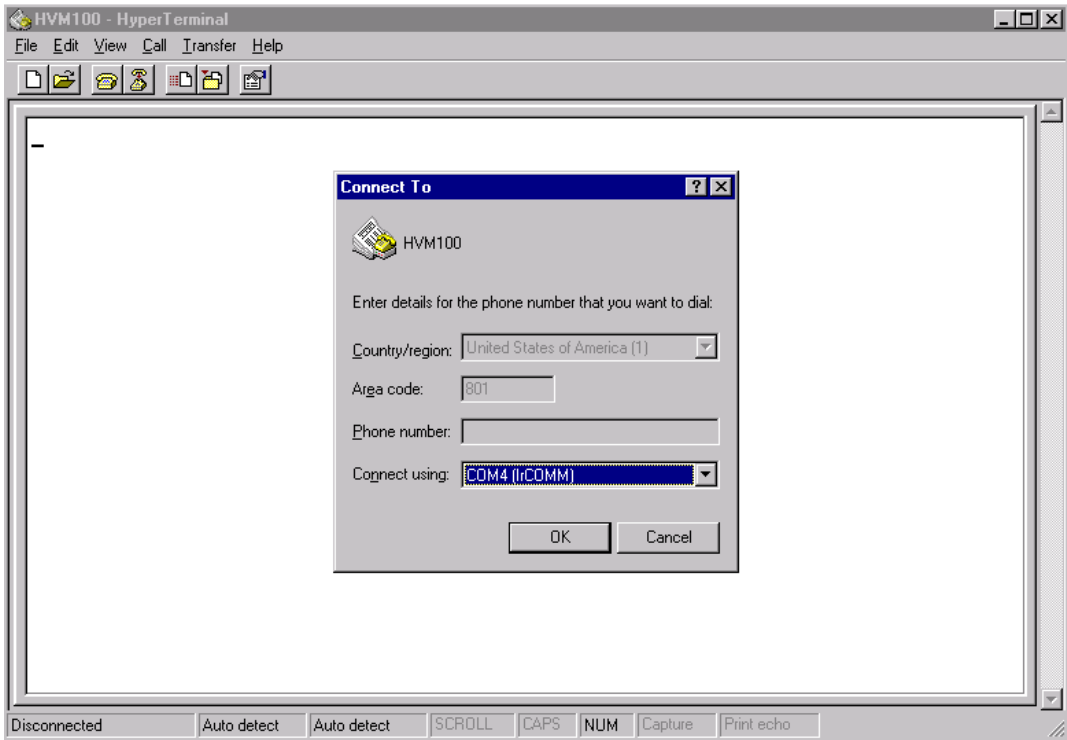 HVM100 - HyperTerminal
File Edit View Call Transfer Help
Connect To
HVM100
Enter details for the phone number that you want to dial:
Country/region: United States of America (1)
Area code: 801
Phone number:
Connect using: COM4 (IrCOMM)
OK Cancel
Disconnected Auto detect Auto detect SCROLL CAPS NUM Capture Print echo